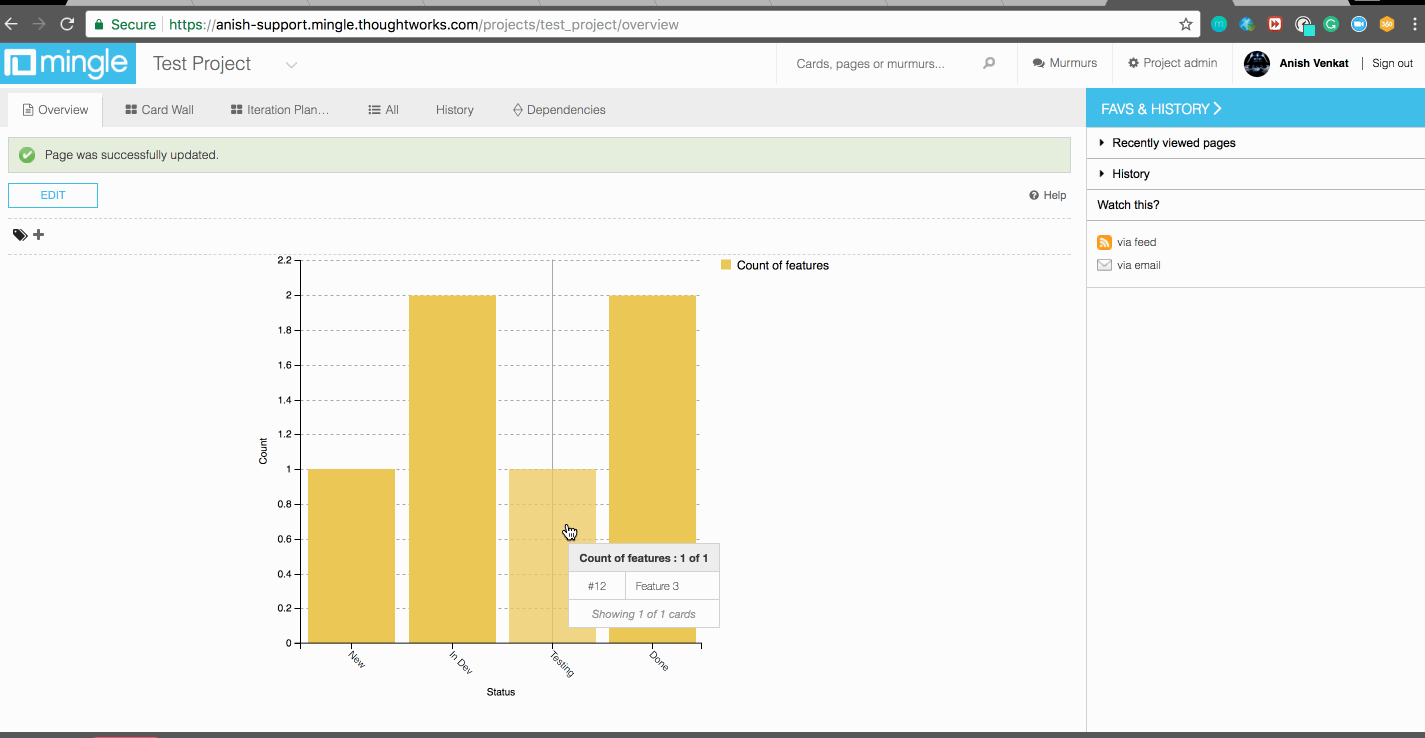 Secure https://anish-support.mingle.thoughtworks.com/projects/test_project/overview
mingle Test Project Cards, pages or murmurs... Murmurs Project admin Anish Venkat | Sign out
Overview Card Wall Iteration Plan… All History Dependencies
FAVS & HISTORY
Page was successfully updated.
Recently viewed pages
EDIT
Help
History
Watch this?
via feed
via email
Count of features
2.2
2
1.8
1.6
1.4
1.2
1
0.8
0.6
0.4
0.2
0
Count
Count of features : 1 of 1
#12 Feature 3
Showing 1 of 1 cards
New In Dev Testing Done
Status